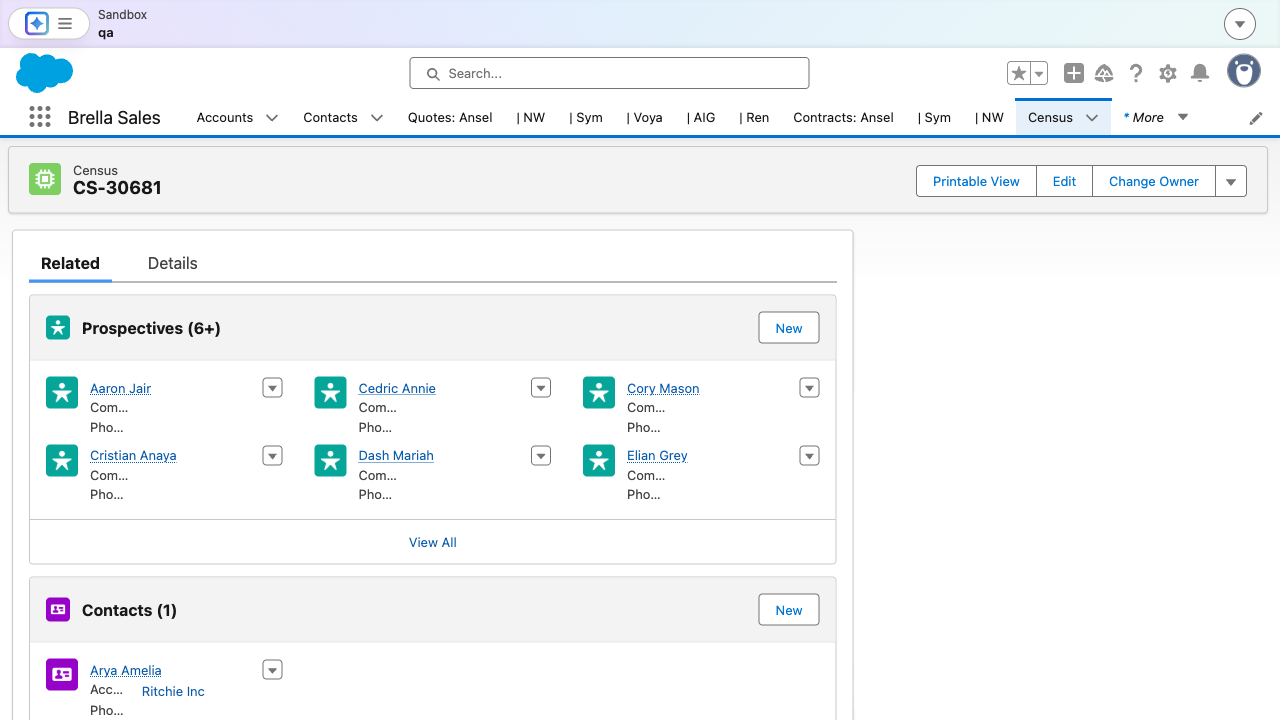 Sandbox
qa
Search...
Brella Sales
Accounts
Contacts
Quotes: Ansel
| NW
| Sym
| Voya
| AIG
| Ren
Contracts: Ansel
| Sym
| NW
Census
* More
Census
CS-30681
Printable View
Edit
Change Owner
Related
Details
Prospectives (6+)
New
Aaron Jair
Com...
Pho...
Cedric Annie
Com...
Pho...
Cory Mason
Com...
Pho...
Cristian Anaya
Com...
Pho...
Dash Mariah
Com...
Pho...
Elian Grey
Com...
Pho...
View All
Contacts (1)
New
Arya Amelia
Acc... Ritchie Inc
Pho...